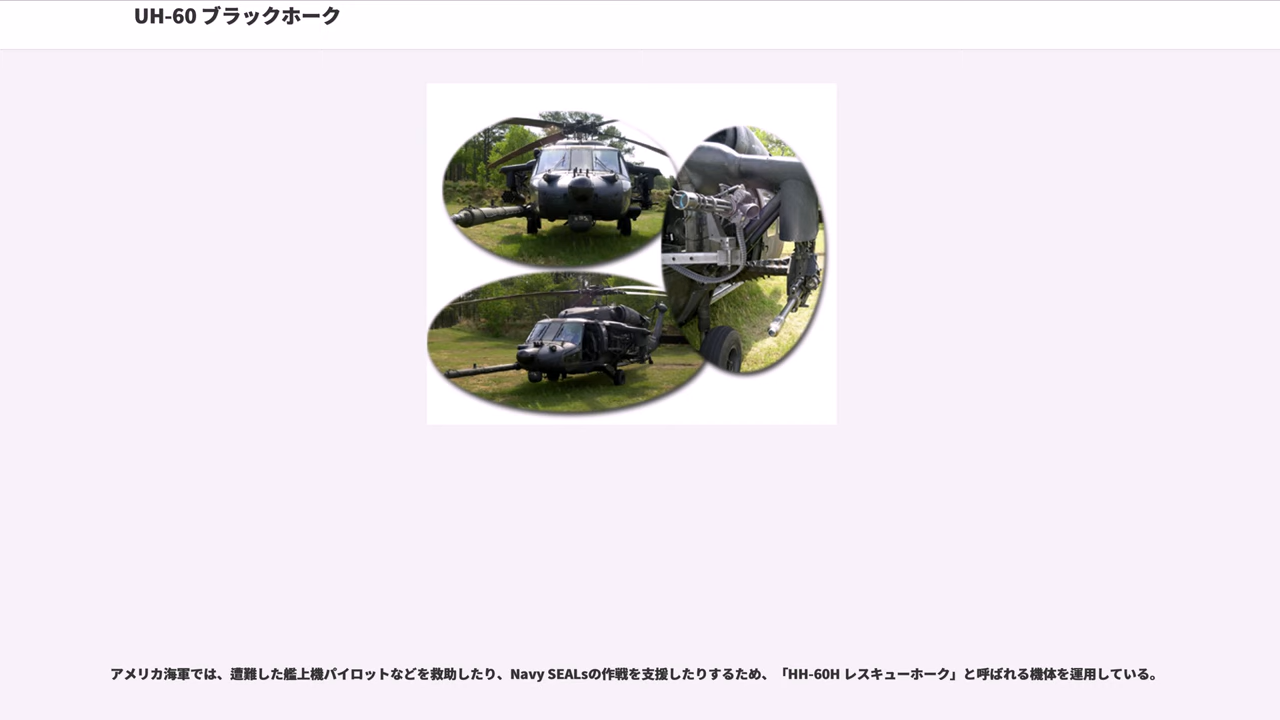 UH-60 ブラックホーク
アメリカ海軍では、遭難した艦上機パイロットなどを救助したり、Navy SEALsの作戦を支援したりするため、「HH-60H レスキューホーク」と呼ばれる機体を運用している。